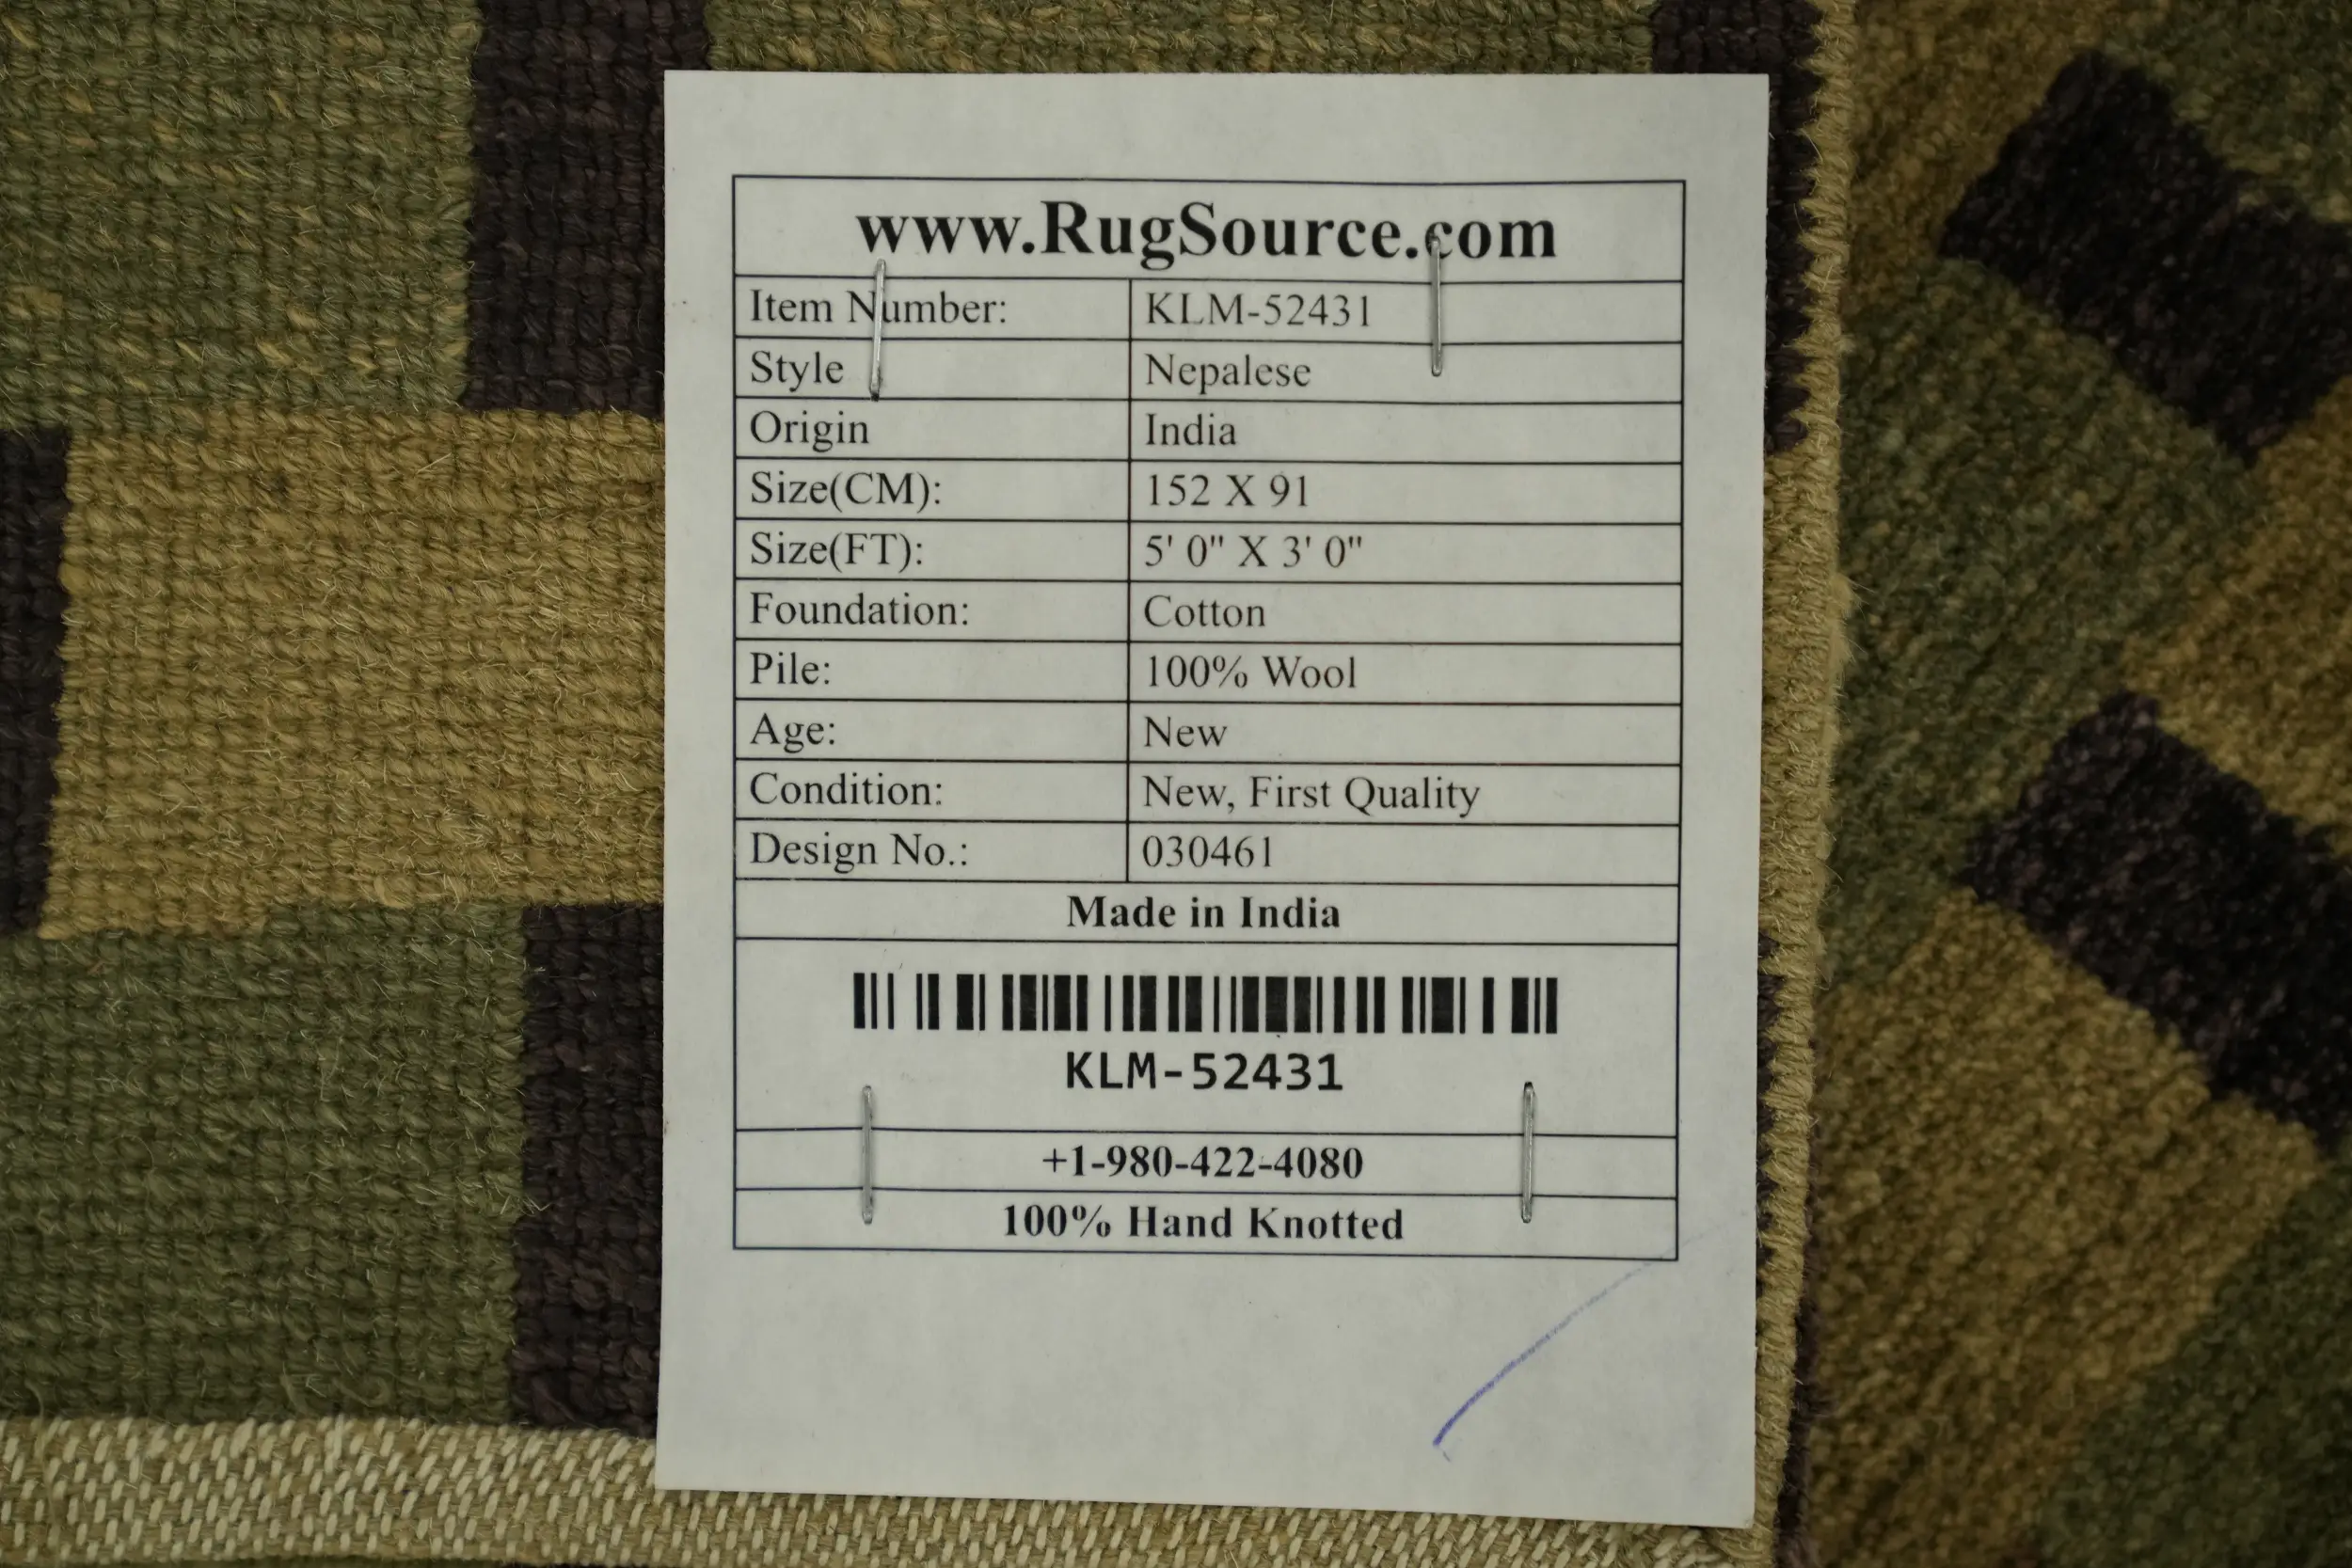 www.RugSource.com
Item Number: KLM-52431
Style Nepalese
Origin India
Size(CM): 152 X 91
Size(FT): 5' 0" X 3' 0"
Foundation: Cotton
Pile: 100% Wool
Age: New
Condition: New, First Quality
Design No.: 030461
Made in India
KLM-52431
+1-980-422-4080
100% Hand Knotted